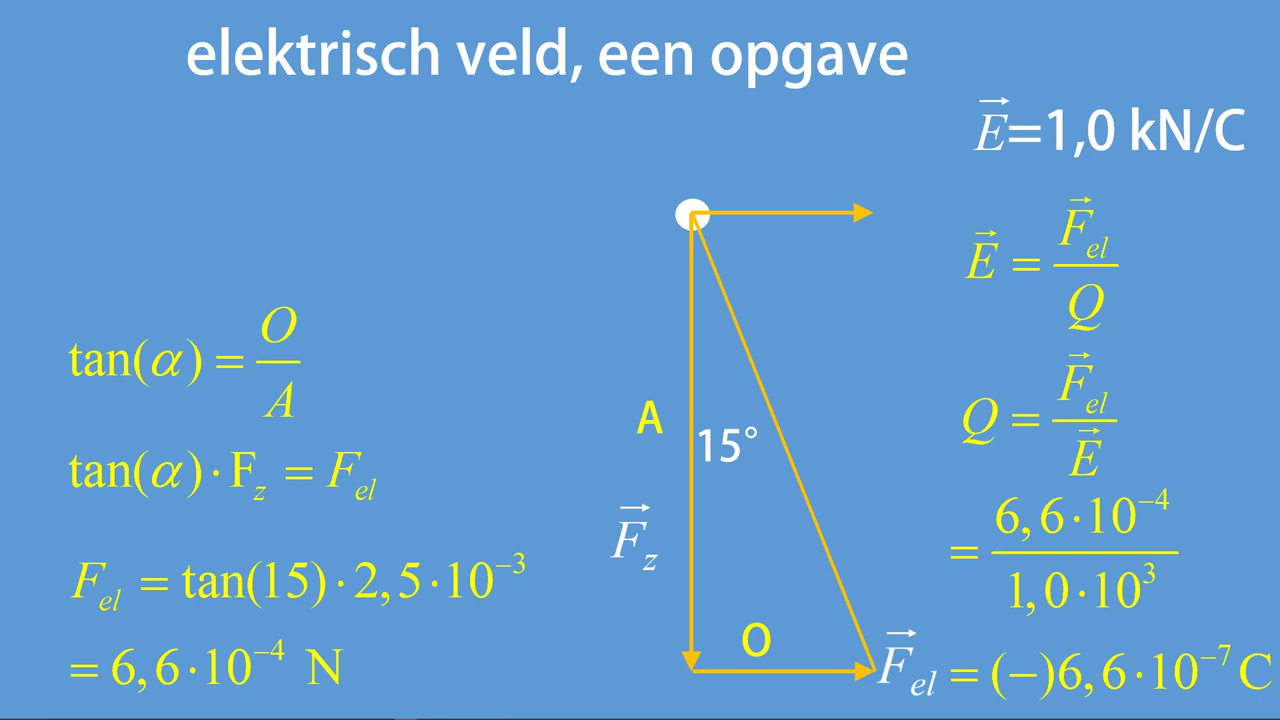 elektrisch veld, een opgave
E⃗=1,0 kN/C
E⃗ = F⃗el / Q
tan(α) = O / A
Q = F⃗el / E⃗
A
15°
tan(α)·Fz = Fel
= 6,6·10⁻⁴ / 1,0·10³
F⃗z
Fel = tan(15)·2,5·10⁻³
O
= 6,6·10⁻⁴ N
F⃗el
= (−)6,6·10⁻⁷ C